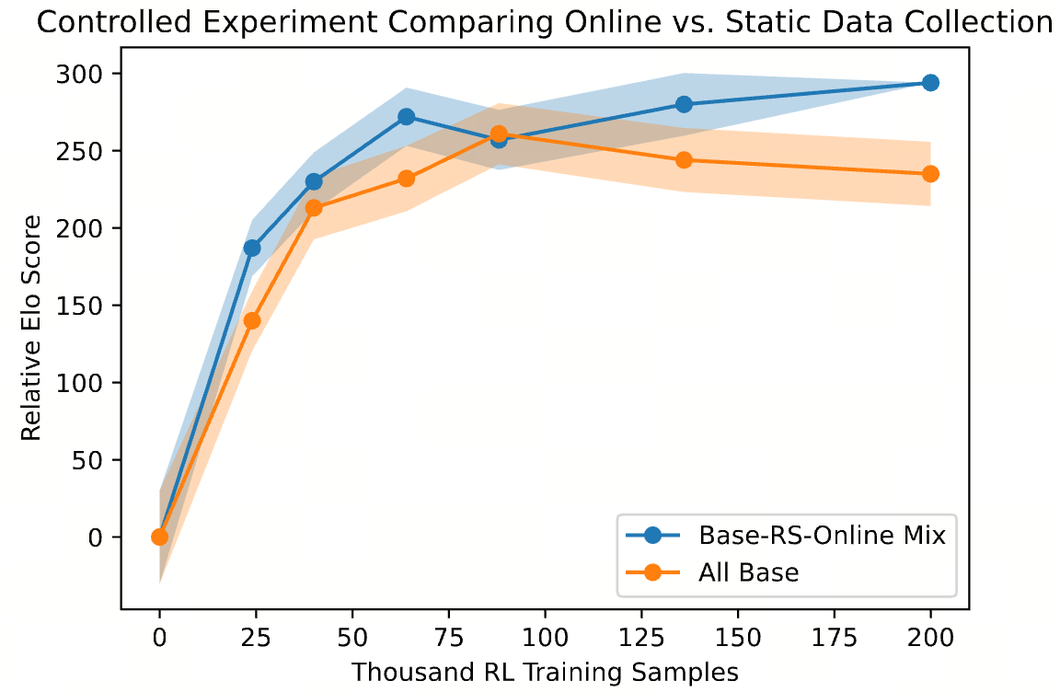 Controlled Experiment Comparing Online vs. Static Data Collection
300
250
200
150
100
50
0
Relative Elo Score
Base-RS-Online Mix
All Base
0 25 50 75 100 125 150 175 200
Thousand RL Training Samples